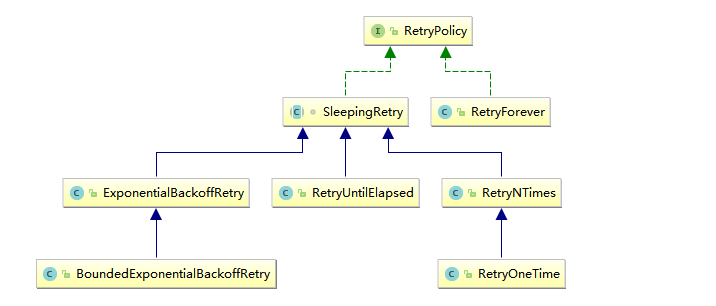 I RetryPolicy
C SleepingRetry
C RetryForever
C ExponentialBackoffRetry
C RetryUntilElapsed
C RetryNTimes
C BoundedExponentialBackoffRetry
C RetryOneTime